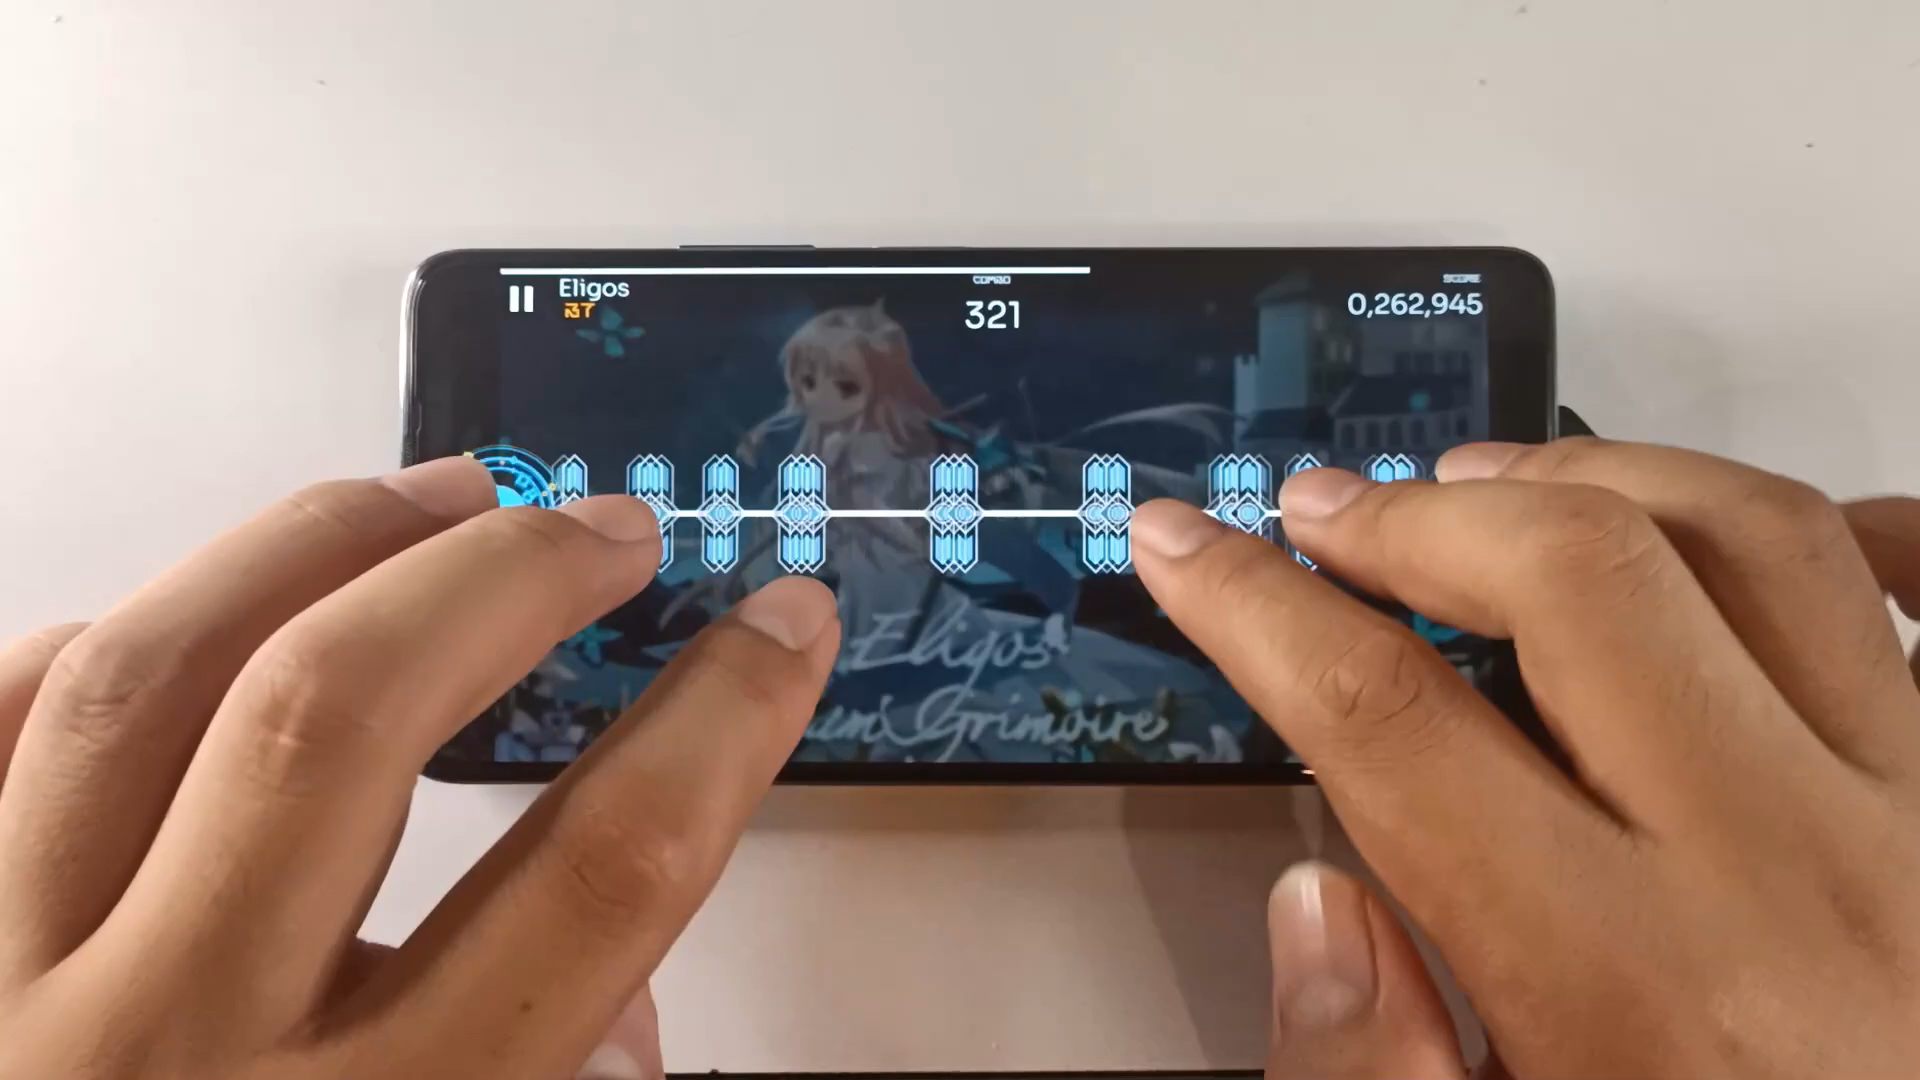 Eligos
COMBO
SCORE
321
0,262,945
Eligos
Grimoire